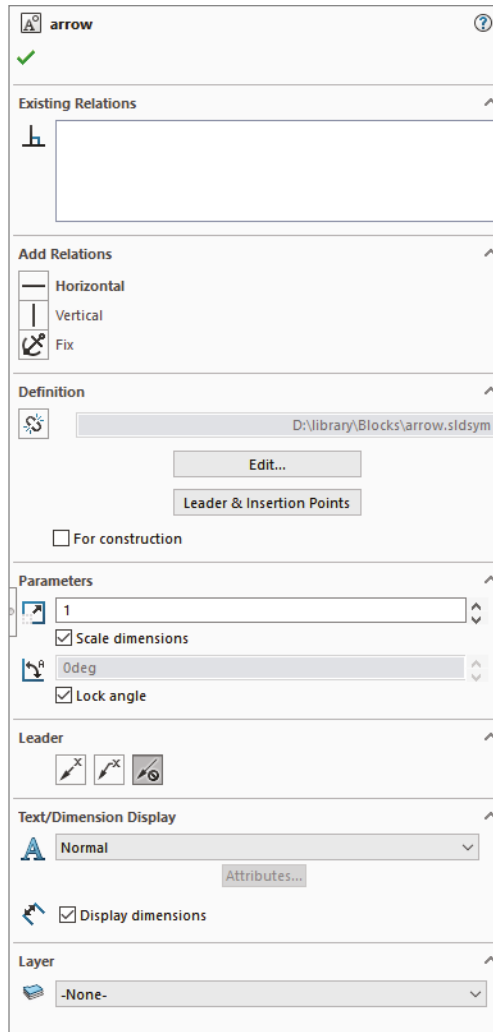 arrow
Existing Relations
Add Relations
Horizontal
Vertical
Fix
Definition
D:\library\Blocks\arrow.sldsym
Edit...
Leader & Insertion Points
For construction
Parameters
1
Scale dimensions
0deg
Lock angle
Leader
Text/Dimension Display
Normal
Attributes...
Display dimensions
Layer
-None-